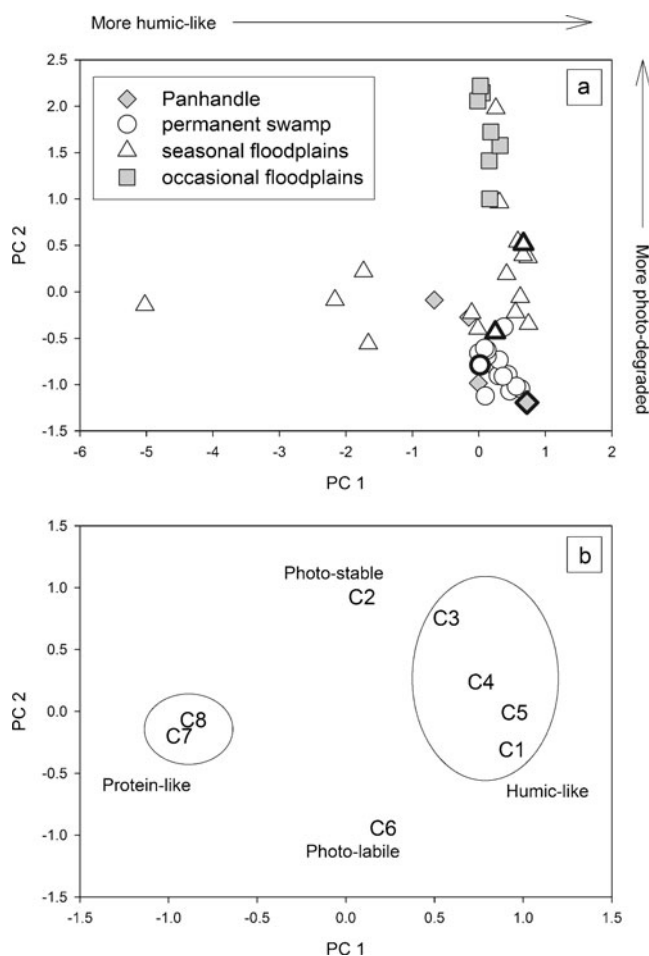 More humic-like
a
Panhandle
permanent swamp
seasonal floodplains
occasional floodplains
2.5
2.0
1.5
1.0
0.5
0.0
-0.5
-1.0
-1.5
PC 2
More photo-degraded
-6 -5 -4 -3 -2 -1 0 1 2
PC 1
b
1.5
1.0
0.5
0.0
-0.5
-1.0
-1.5
PC 2
Photo-stable
C2
C3
C4
C5
C1
Humic-like
C8
C7
Protein-like
C6
Photo-labile
-1.5 -1.0 -0.5 0.0 0.5 1.0 1.5
PC 1